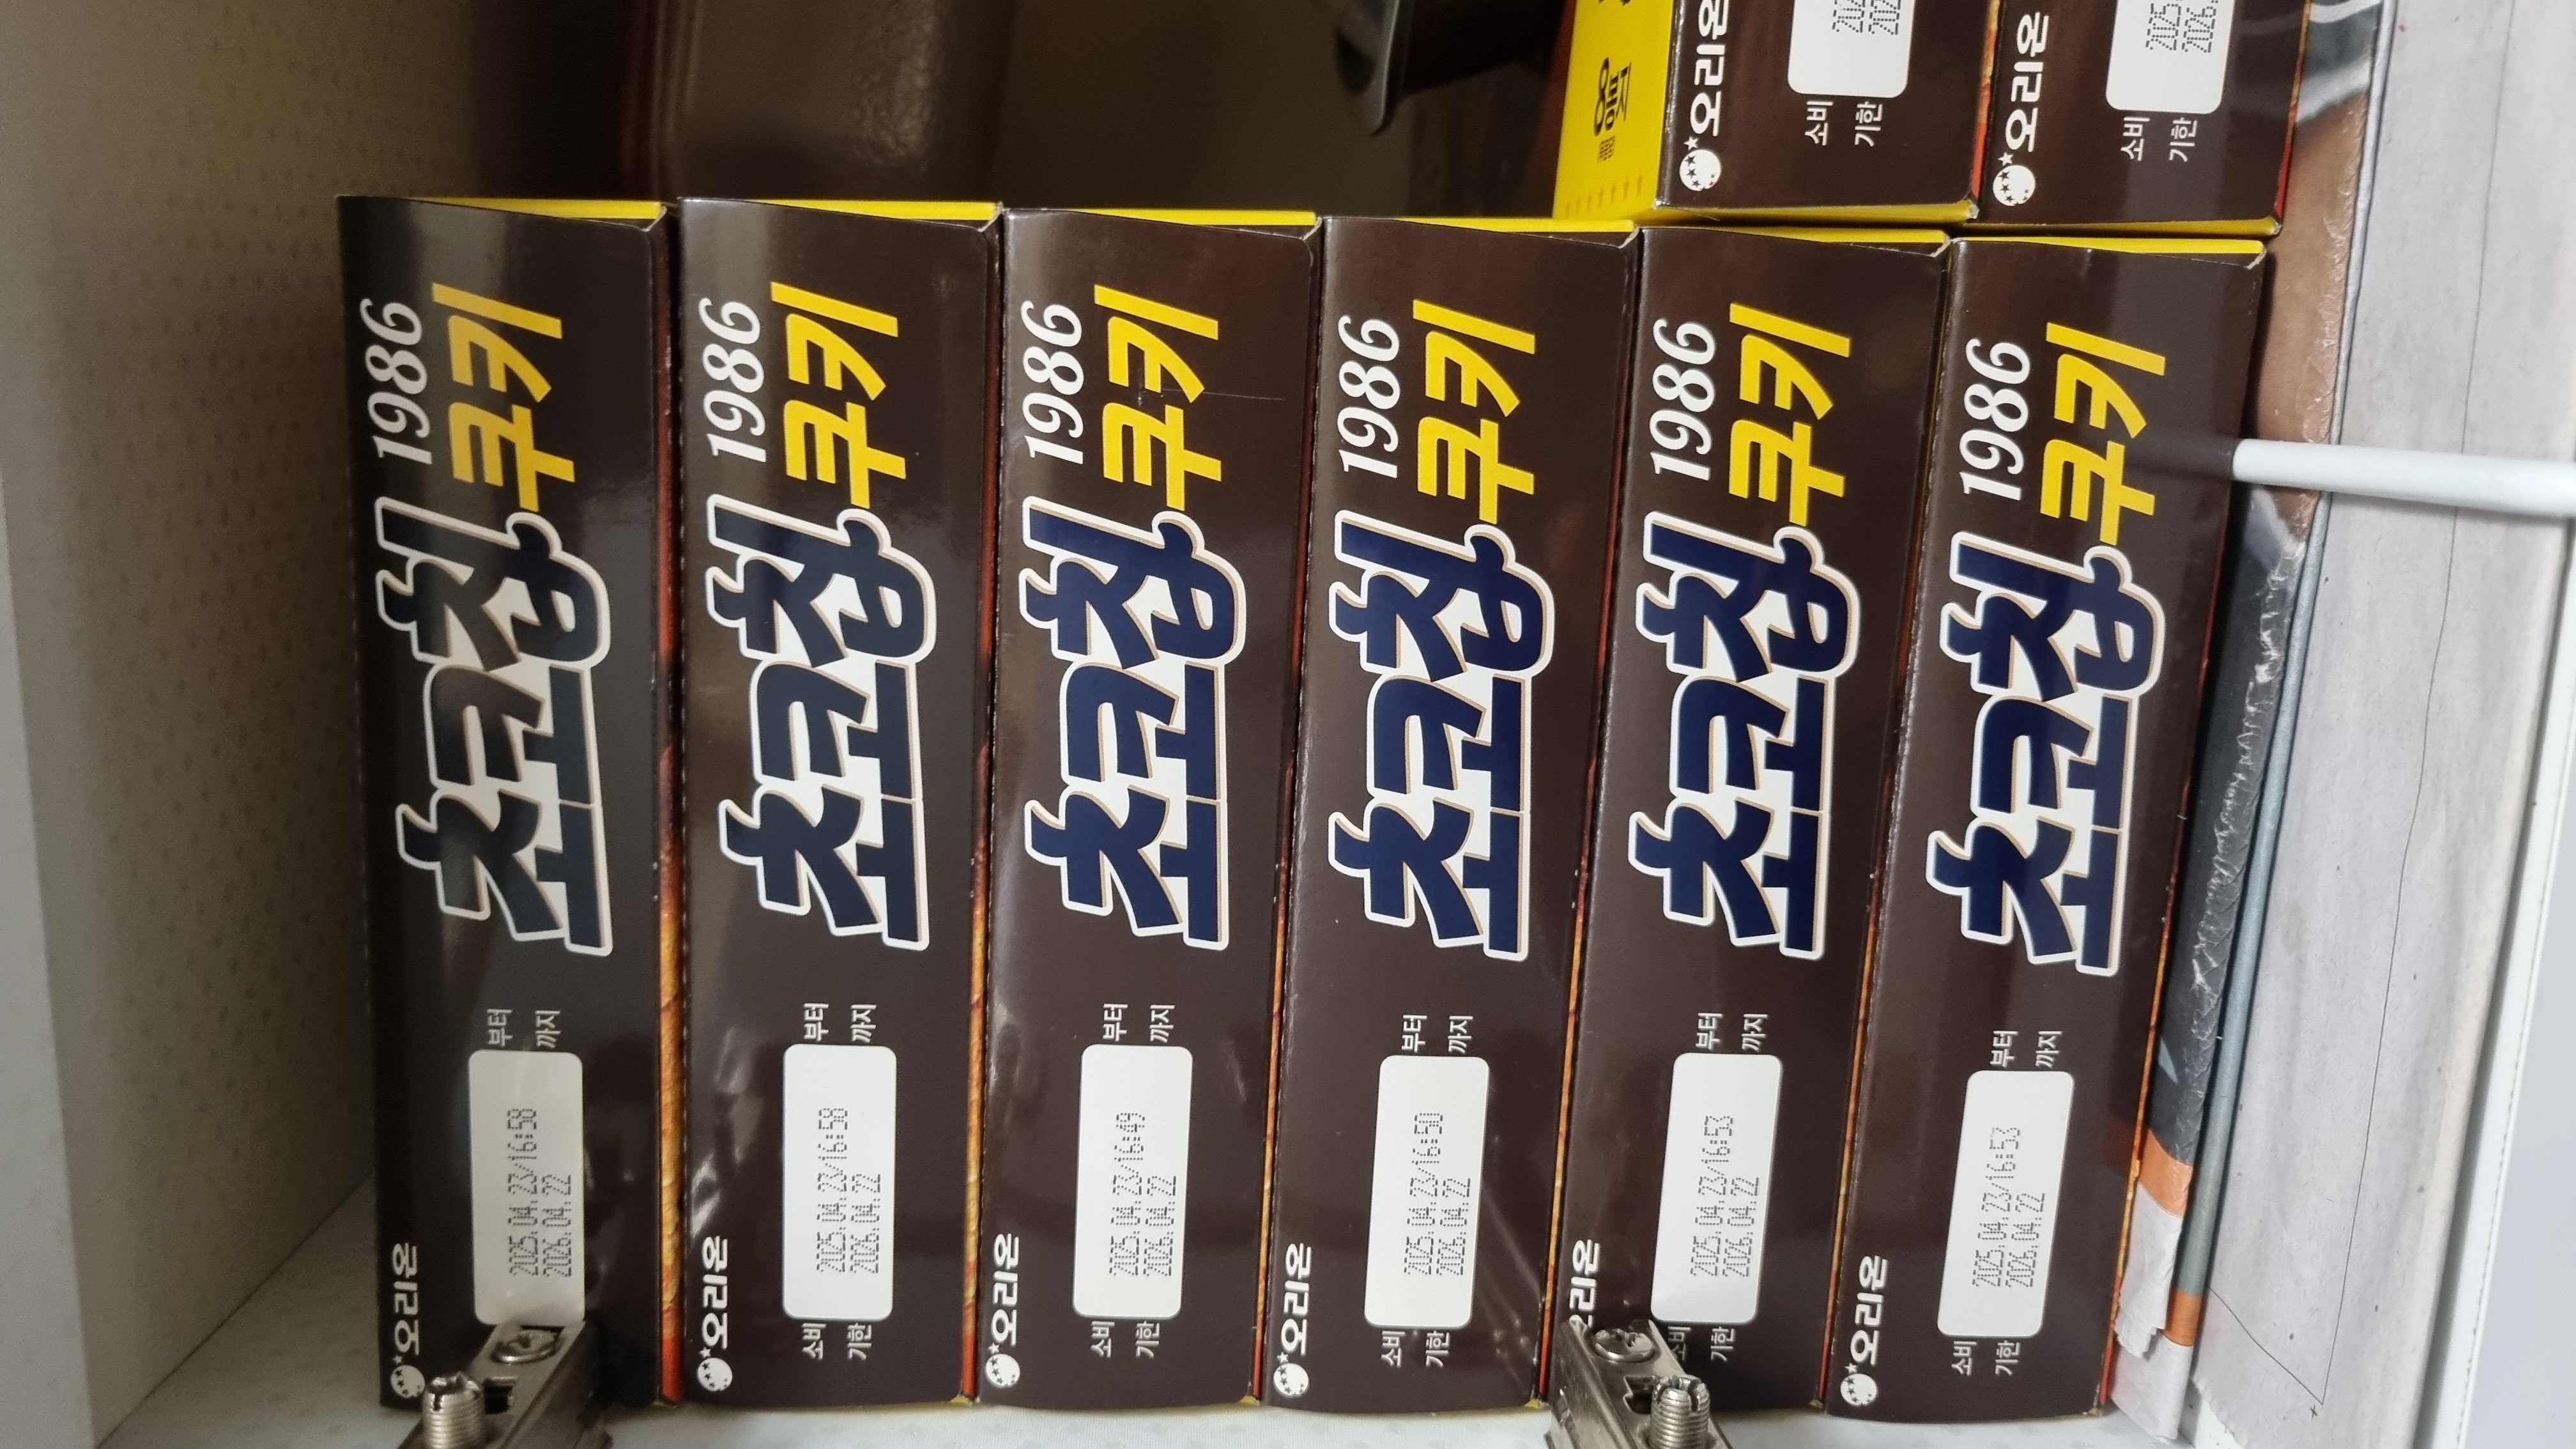 1986
초코칩쿠키
부터
까지
2025.04.23/16:58
2026.04.22
오리온
1986
초코칩쿠키
부터
까지
2025.04.23/16:58
2026.04.22
소비
기한
오리온
1986
초코칩쿠키
부터
까지
2025.04.23/16:49
2026.04.22
소비
기한
오리온
1986
초코칩쿠키
부터
까지
2025.04.23/16:50
2026.04.22
소비
기한
오리온
1986
초코칩쿠키
부터
까지
2025.04.23/16:53
2026.04.22
소비
기한
오리온
1986
초코칩쿠키
부터
까지
2025.04.23/16:53
2026.04.22
소비
기한
오리온
오리온
소비
기한
오리온
2025
2026
소비
기한